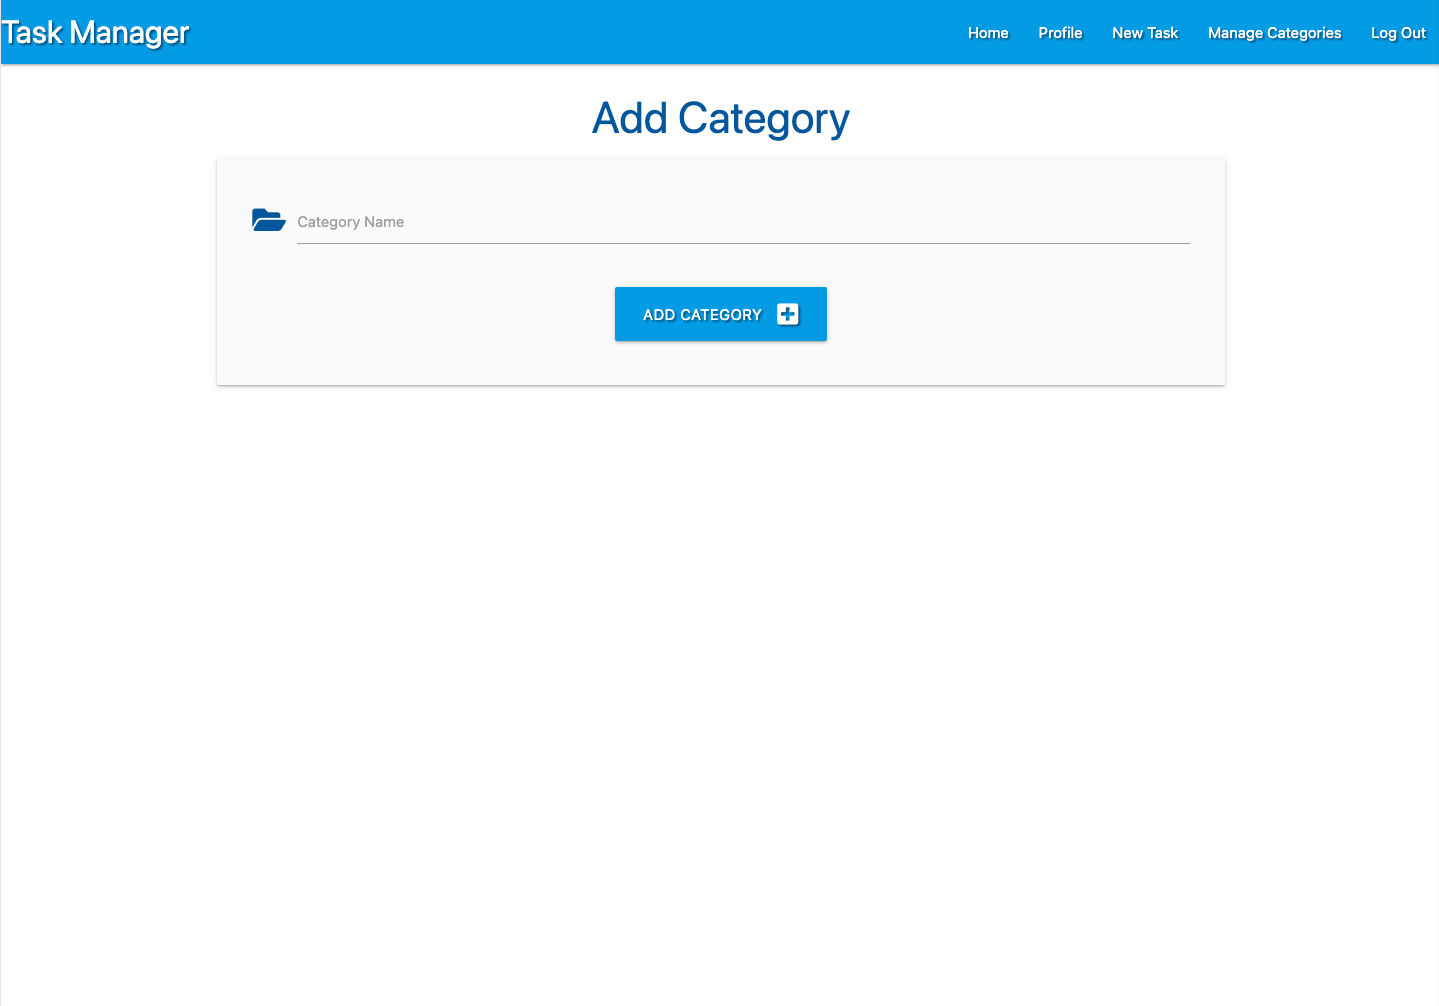 Task Manager
Home Profile New Task Manage Categories Log Out
Add Category
Category Name
ADD CATEGORY